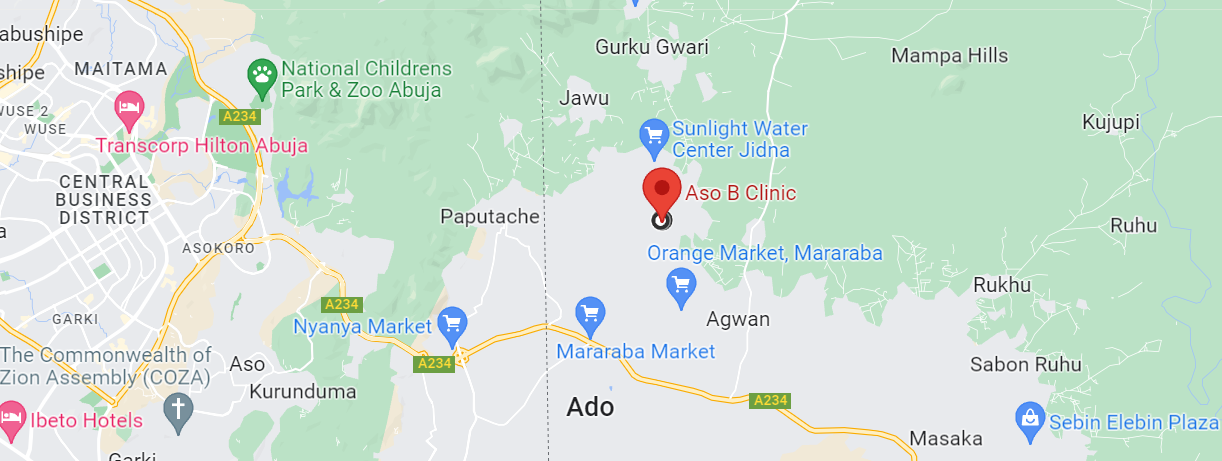 abushipe
shipe
MAITAMA
National Childrens
Park & Zoo Abuja
A234
WUSE 2
WUSE
Transcorp Hilton Abuja
CENTRAL
BUSINESS
DISTRICT
a
ASOKORO
Gurku Gwari
Jawu
Mampa Hills
Kujupi
Sunlight Water
Center Jidna
Aso B Clinic
Paputache
Ruhu
Orange Market, Mararaba
Rukhu
A234
GARKI
Nyanya Market
Agwan
Mararaba Market
A234
The Commonwealth of
Zion Assembly (COZA)
Aso
Kurunduma
Sabon Ruhu
Ado
A234
Ibeto Hotels
Sebin Elebin Plaza
Masaka
Garki